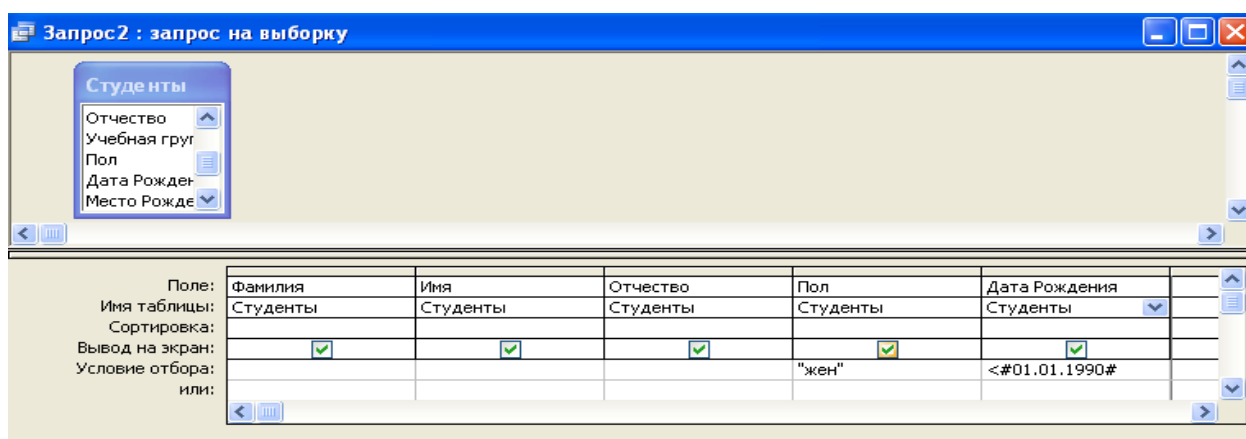 Запрос2 : запрос на выборку
Студенты
Отчество
Учебная груг
Пол
Дата Рожден
Место Рожде
Поле: Фамилия Имя Отчество Пол Дата Рождения
Имя таблицы: Студенты Студенты Студенты Студенты Студенты
Сортировка:
Вывод на экран:
Условие отбора: "жен" <#01.01.1990#
или: